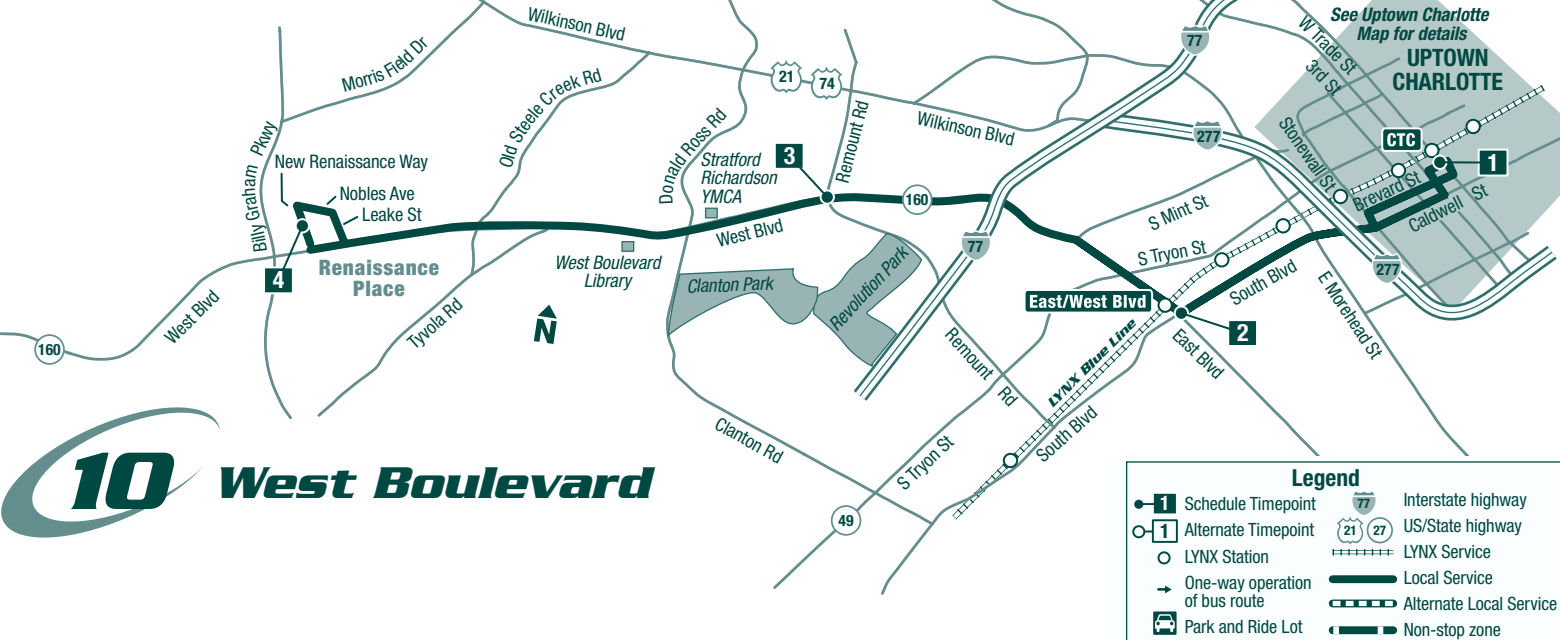 Wilkinson Blvd
See Uptown Charlotte
Map for details
UPTOWN
CHARLOTTE
W Trade St
3rd St
77
Morris Field Dr
21
74
Old Steele Creek Rd
Donald Ross Rd
Remount Rd
Wilkinson Blvd
277
Stonewall St
CTC
1
Billy Graham Pkwy
New Renaissance Way
Nobles Ave
Leake St
Stratford
Richardson
YMCA
3
160
Brevard St
Caldwell St
S Mint St
S Tryon St
West Blvd
77
277
4
Renaissance
Place
West Boulevard
Library
Clanton Park
Revolution Park
South Blvd
E Morehead St
East/West Blvd
2
N
West Blvd
160
Tyvola Rd
Remount Rd
LYNX Blue Line
East Blvd
Clanton Rd
S Tryon St
South Blvd
49
10 West Boulevard
Legend
1 Schedule Timepoint
1 Alternate Timepoint
LYNX Station
One-way operation
of bus route
Park and Ride Lot
77 Interstate highway
21 27 US/State highway
LYNX Service
Local Service
Alternate Local Service
Non-stop zone